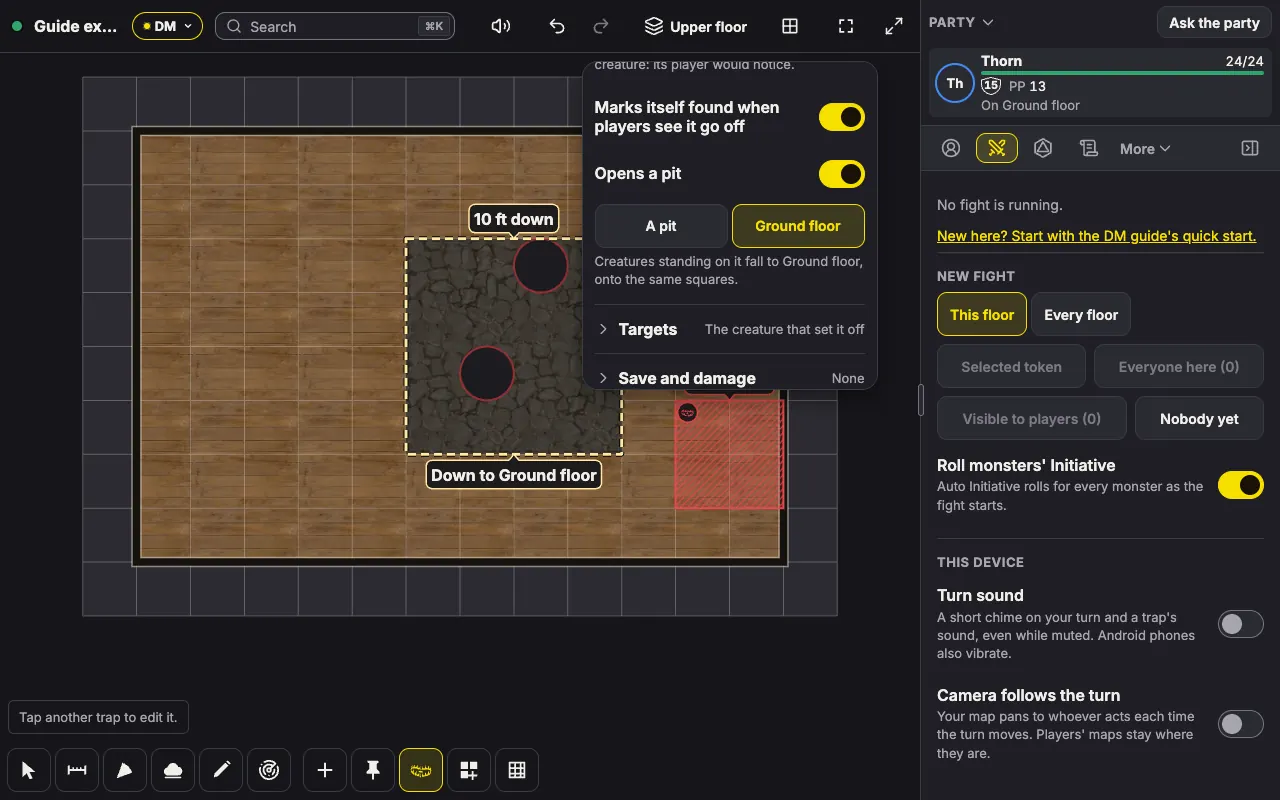 Guide ex...
DM
Search
⌘K
Upper floor
PARTY
Ask the party
Th
Thorn
24/24
15
PP 13
On Ground floor
More
creature: its player would notice.
Marks itself found when
players see it go off
Opens a pit
A pit
Ground floor
Creatures standing on it fall to Ground floor,
onto the same squares.
Targets
The creature that set it off
Save and damage
None
10 ft down
Down to Ground floor
No fight is running.
New here? Start with the DM guide's quick start.
NEW FIGHT
This floor
Every floor
Selected token
Everyone here (0)
Visible to players (0)
Nobody yet
Roll monsters' Initiative
Auto Initiative rolls for every monster as the
fight starts.
THIS DEVICE
Turn sound
A short chime on your turn and a trap's
sound, even while muted. Android phones
also vibrate.
Camera follows the turn
Your map pans to whoever acts each time
the turn moves. Players' maps stay where
they are.
Tap another trap to edit it.